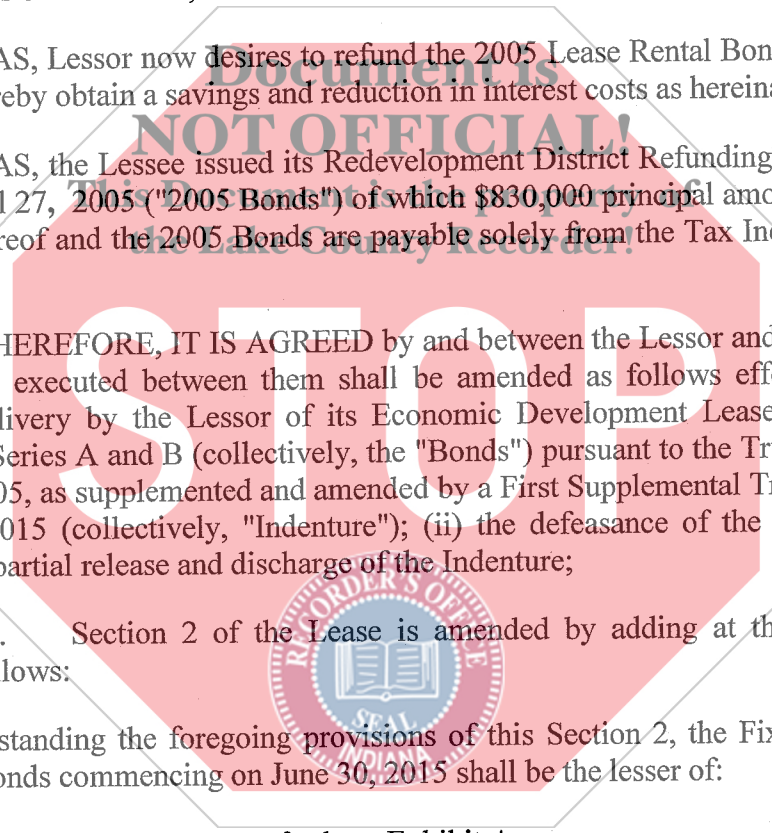 AS, Lessor now desires to refund the 2005 Lease Rental Bon
Document is
reby obtain a savings and reduction in interest costs as hereina
NOT OFFICIAL!
AS, the Lessee issued its Redevelopment District Refunding
This Document is the property of
l 27, 2005 ("2005 Bonds") of which $830,000 principal amo
the Lake County Recorder!
reof and the 2005 Bonds are payable solely from the Tax Inc
STOP
HEREFORE, IT IS AGREED by and between the Lessor and
executed between them shall be amended as follows effe
livery by the Lessor of its Economic Development Lease
Series A and B (collectively, the "Bonds") pursuant to the Tr
05, as supplemented and amended by a First Supplemental Tr
015 (collectively, "Indenture"); (ii) the defeasance of the
partial release and discharge of the Indenture;
RECORDER'S OFFICE
. Section 2 of the Lease is amended by adding at th
llows:
SEAL
INDIANA
standing the foregoing provisions of this Section 2, the Fix
onds commencing on June 30, 2015 shall be the lesser of: